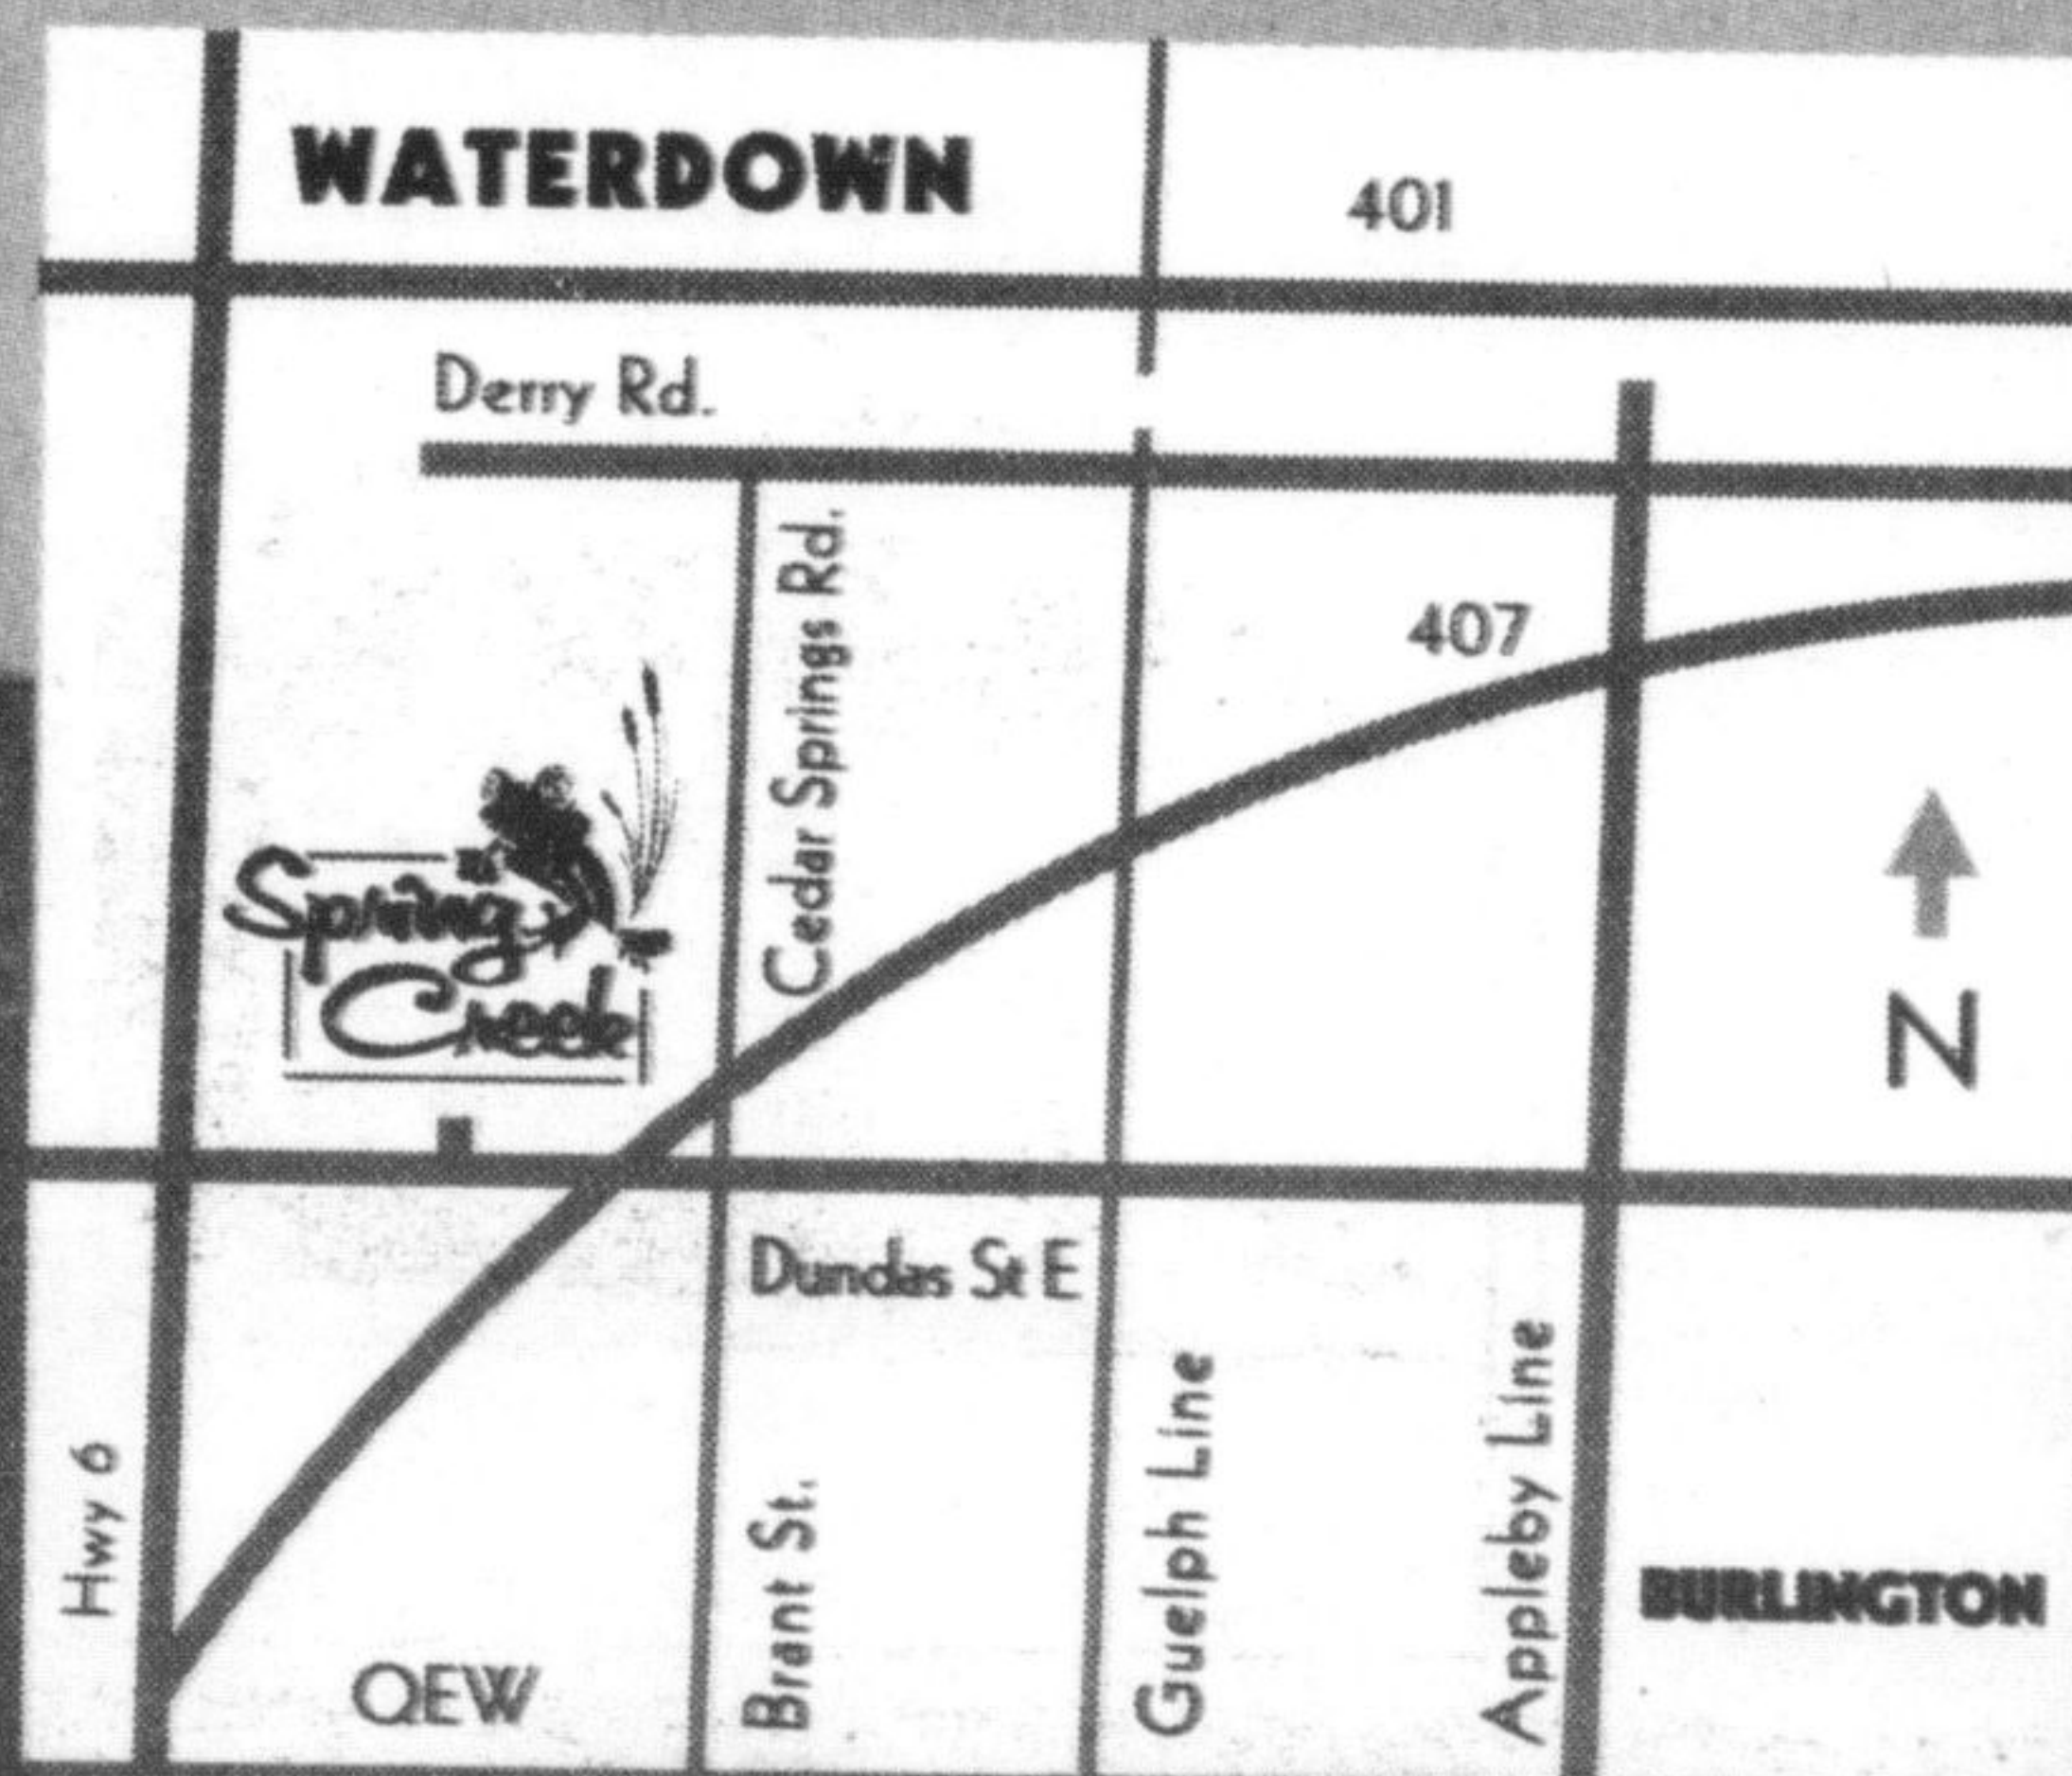 WATERDOWN
401
Derry Rd.
Cedar Springs Rd.
407
Spring
Creek
N
Dundas St E
Hwy 6
QEW
Brant St.
Guelph Line
Appleby Line
BURLINGTON